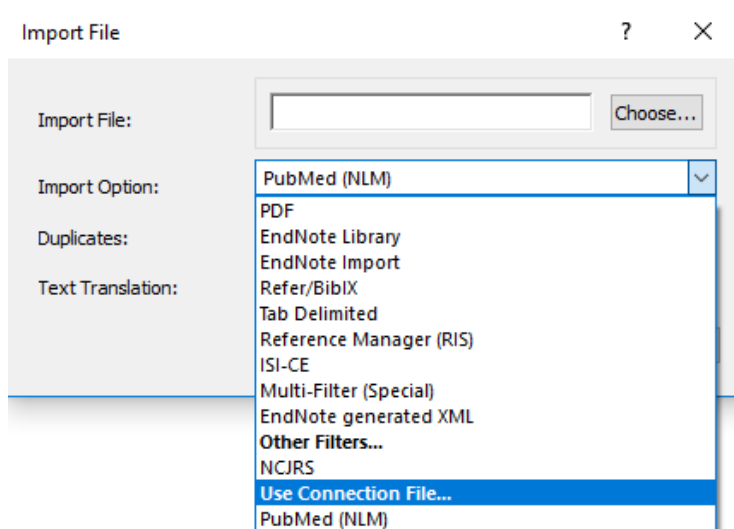 Import File
?
Import File:
Choose...
Import Option:
PubMed (NLM)
Duplicates:
Text Translation:
PDF
EndNote Library
EndNote Import
Refer/BibIX
Tab Delimited
Reference Manager (RIS)
ISI-CE
Multi-Filter (Special)
EndNote generated XML
Other Filters...
NCJRS
Use Connection File...
PubMed (NLM)